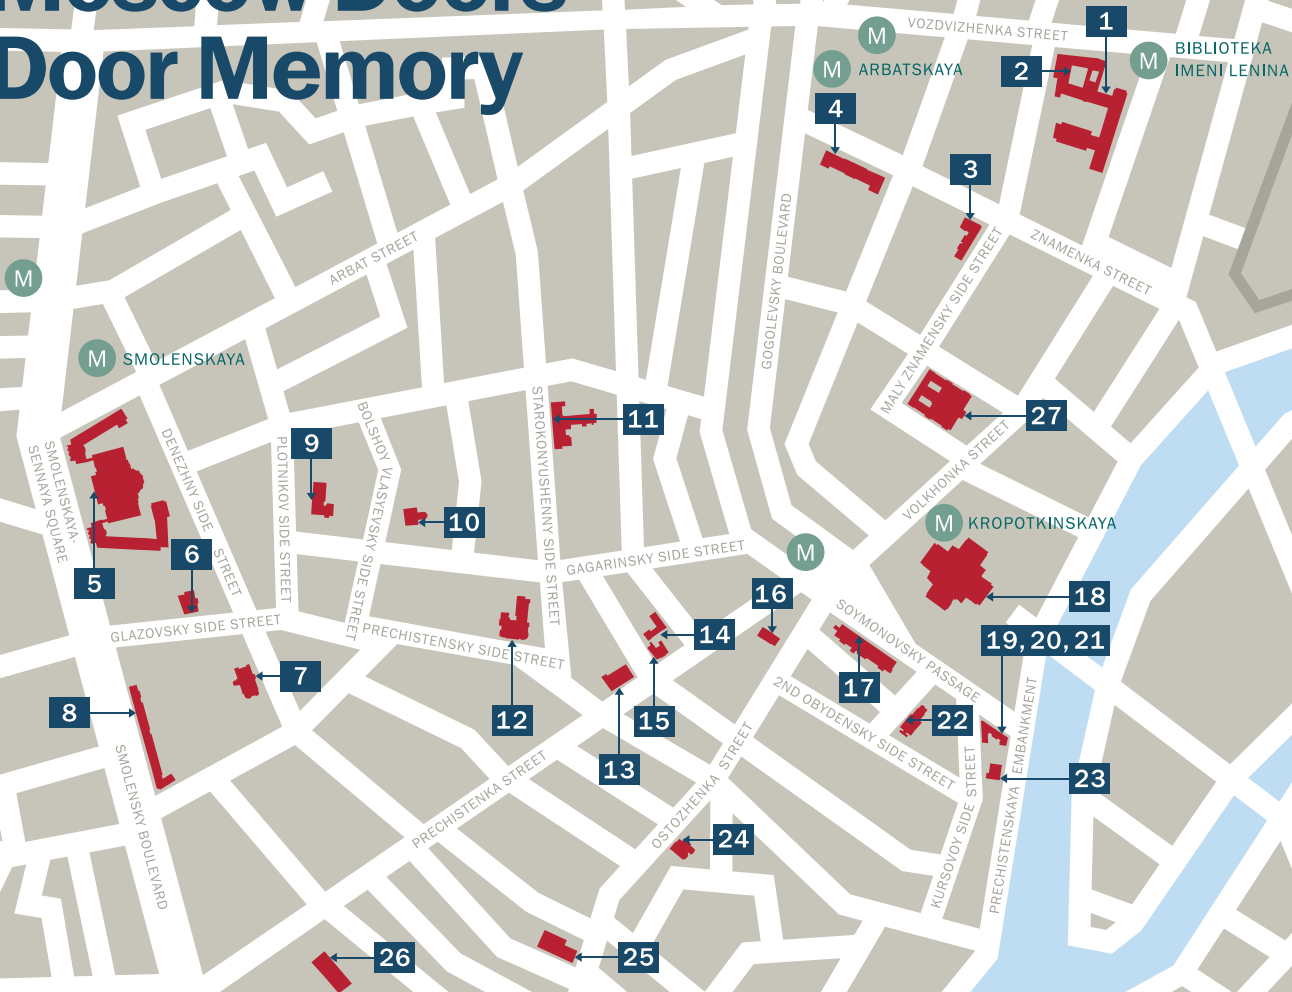 Moscow Doors
Door Memory
1
VOZDVIZHENKA STREET
M
BIBLIOTEKA
IMENI LENINA
M
M
ARBATSKAYA
2
4
3
GOGOLEVSKY BOULEVARD
ZNAMENKA STREET
MALY ZNAMENSKY SIDE STREET
ARBAT STREET
M
M
SMOLENSKAYA
SMOLENSKAYA-
SENNAYA SQUARE
DENEZHNY SIDE STREET
PLOTNIKOV SIDE STREET
BOLSHOY VLASYEVSKY SIDE STREET
STAROKONYUSHENNY SIDE STREET
11
27
9
10
VOLKHONKA STREET
M
KROPOTKINSKAYA
M
GAGARINSKY SIDE STREET
6
5
16
18
GLAZOVSKY SIDE STREET
PRECHISTENSKY SIDE STREET
14
SOYMONOVSKY PASSAGE
19, 20, 21
7
17
8
12
15
22
2ND OBYDENSKY SIDE STREET
13
23
SMOLENSKY BOULEVARD
PRECHISTENKA STREET
OSTOZHENKA STREET
KURSOVOY SIDE STREET
PRECHISTENSKAYA EMBANKMENT
24
26
25